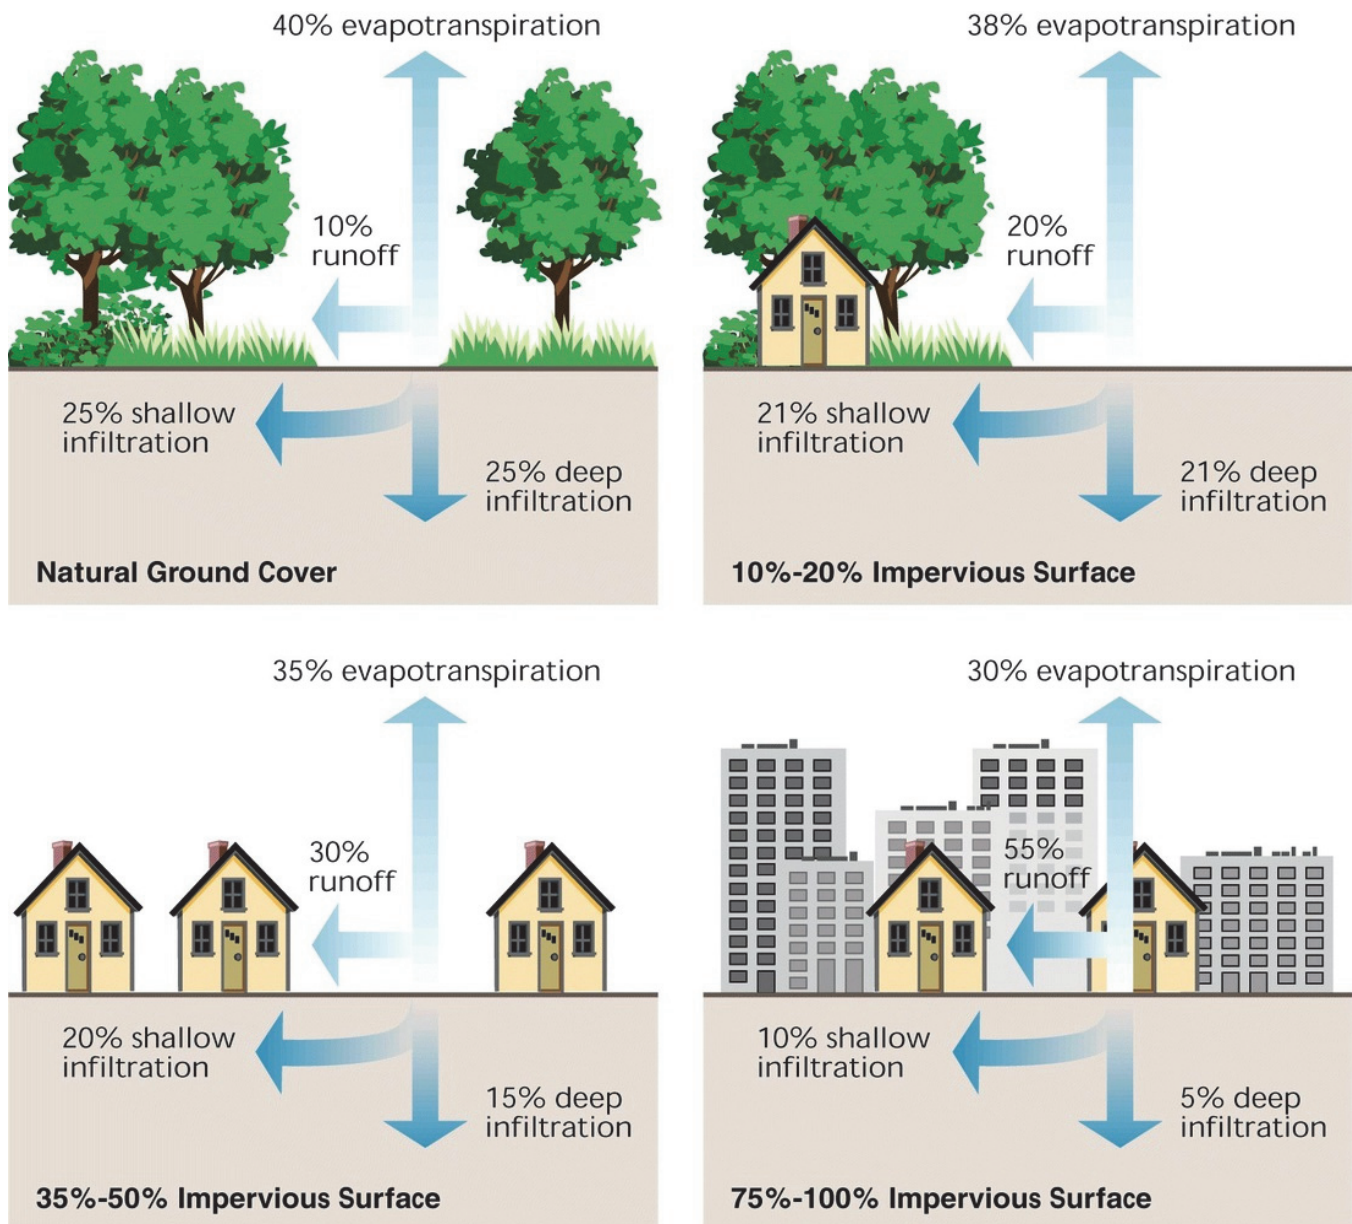 40% evapotranspiration
10%
runoff
25% shallow
infiltration
25% deep
infiltration
Natural Ground Cover
38% evapotranspiration
20%
runoff
21% shallow
infiltration
21% deep
infiltration
10%-20% Impervious Surface
35% evapotranspiration
30%
runoff
20% shallow
infiltration
15% deep
infiltration
35%-50% Impervious Surface
30% evapotranspiration
55%
runoff
10% shallow
infiltration
5% deep
infiltration
75%-100% Impervious Surface